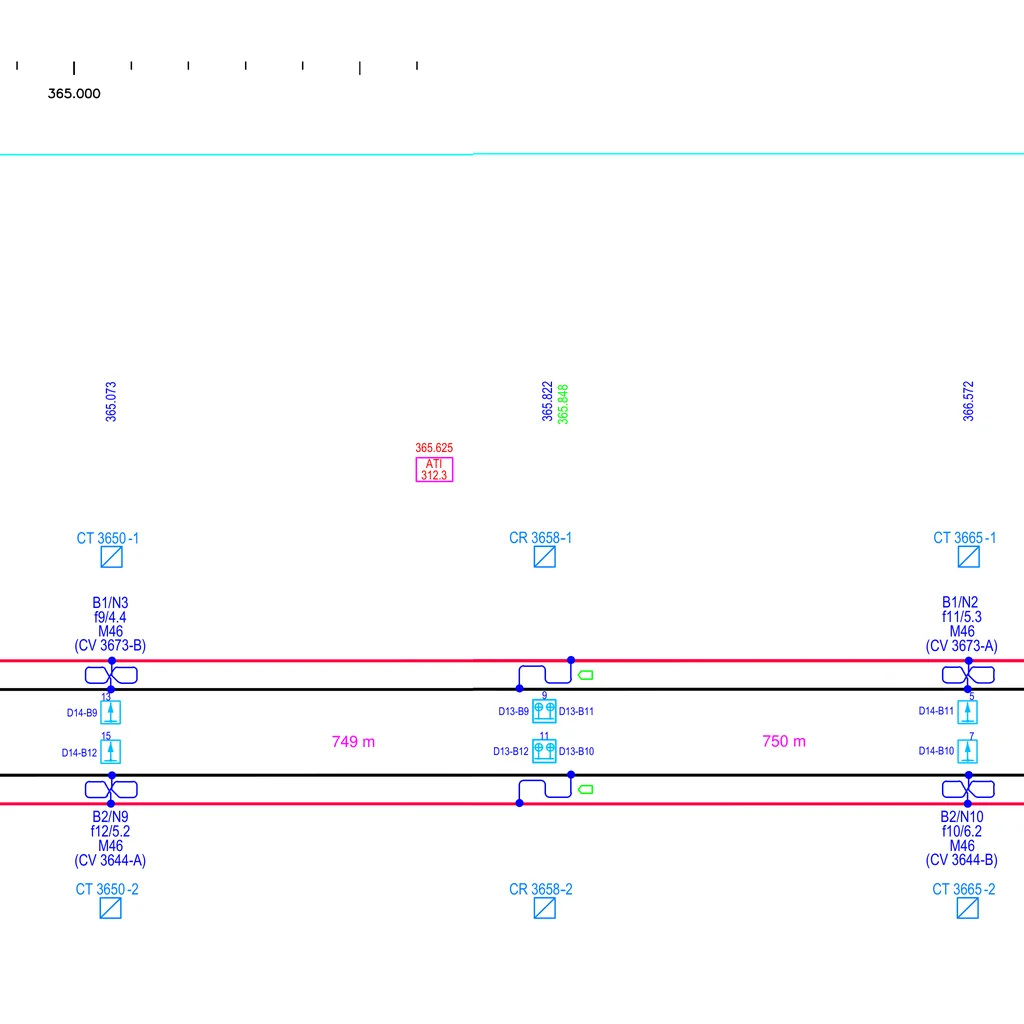 365.000
365.073
365.822
365.848
366.572
365.625
ATI
312.3
CT 3650-1
CR 3658-1
CT 3665-1
B1/N3
f9/4.4
M46
(CV 3673-B)
B1/N2
f11/5.3
M46
(CV 3673-A)
13
D14-B9
9
D13-B9
D13-B11
5
D14-B11
749 m
750 m
15
D14-B12
11
D13-B12
D13-B10
7
D14-B10
B2/N9
f12/5.2
M46
(CV 3644-A)
B2/N10
f10/6.2
M46
(CV 3644-B)
CT 3650-2
CR 3658-2
CT 3665-2